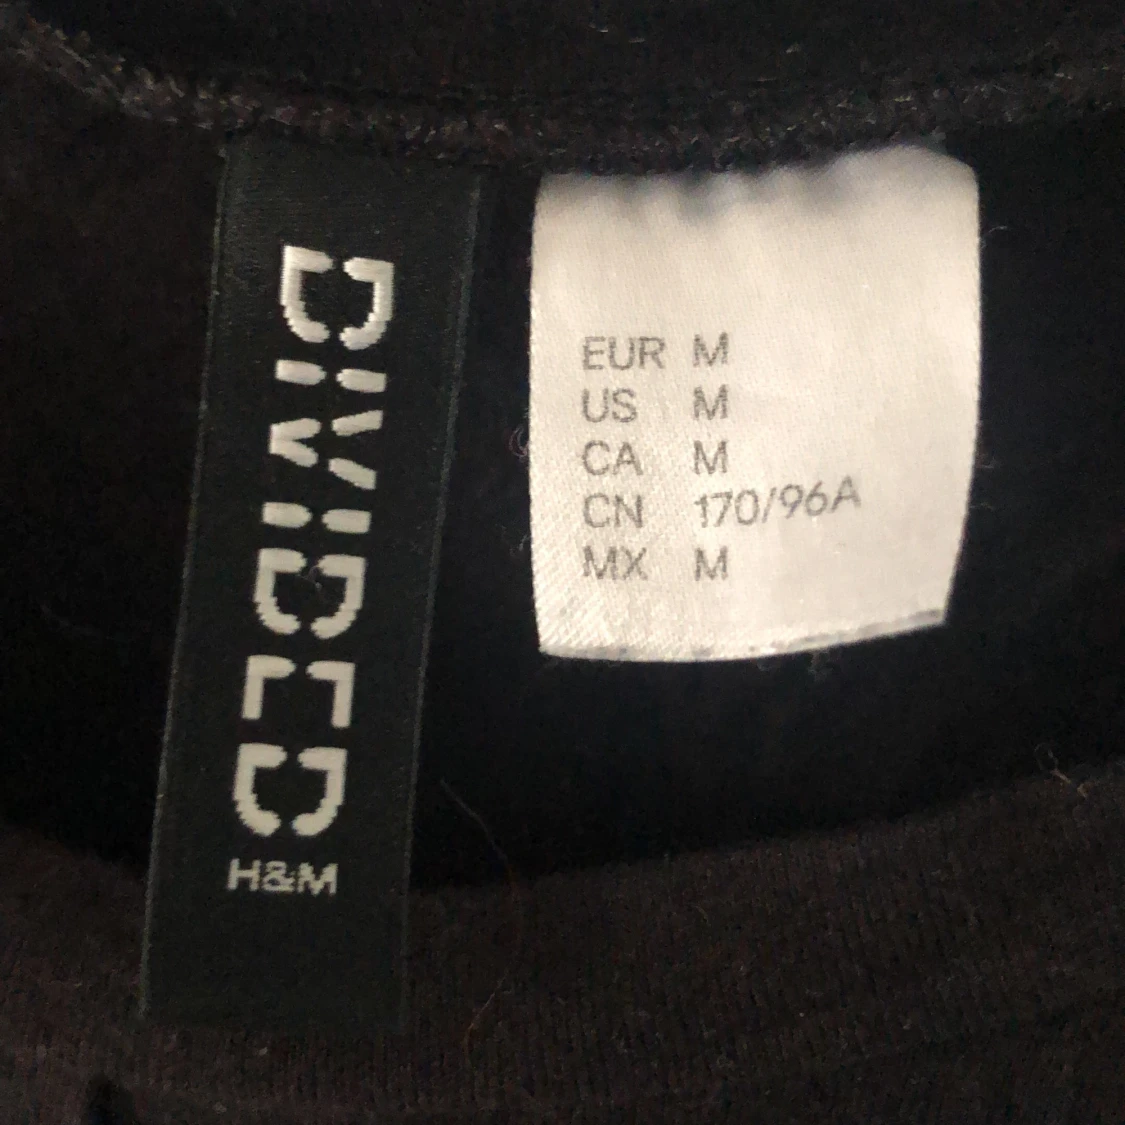 DIVIDED
H&M
EUR M
US M
CA M
CN 170/96A
MX M